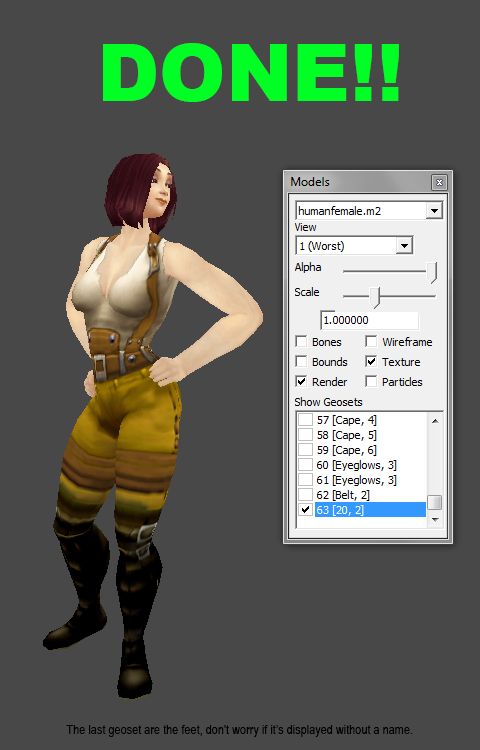 DONE!!
Models
humanfemale.m2
View
1 (Worst)
Alpha
Scale
1.000000
Bones
Wireframe
Bounds
Texture
Render
Particles
Show Geosets
57 [Cape, 4]
58 [Cape, 5]
59 [Cape, 6]
60 [Eyeglows, 3]
61 [Eyeglows, 3]
62 [Belt, 2]
63 [20, 2]
The last geoset are the feet, don't worry if it's displayed without a name.